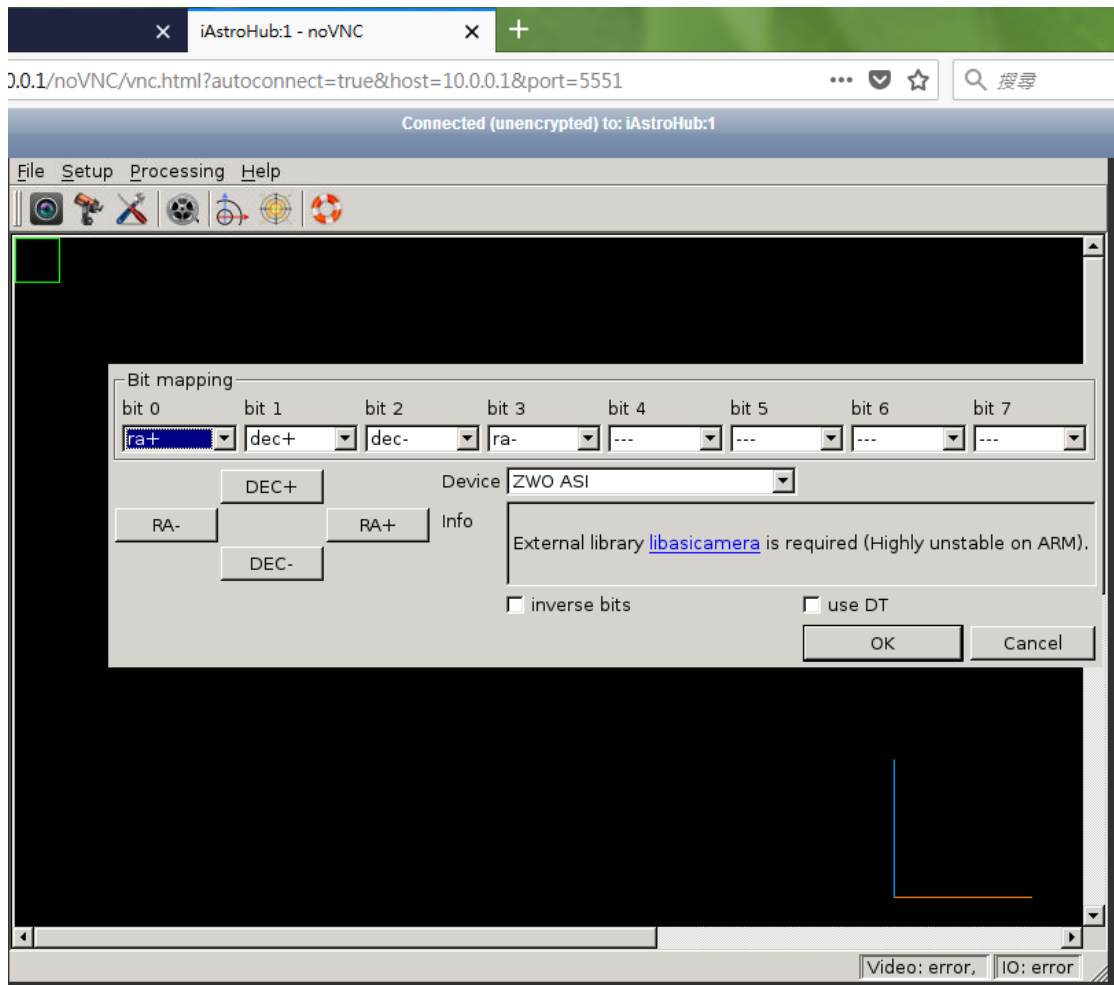 iAstroHub:1 - noVNC
0.0.1/noVNC/vnc.html?autoconnect=true&host=10.0.0.1&port=5551
搜尋
Connected (unencrypted) to: iAstroHub:1
File Setup Processing Help
Bit mapping
bit 0 bit 1 bit 2 bit 3 bit 4 bit 5 bit 6 bit 7
ra+ dec+ dec- ra- --- --- --- ---
DEC+
Device ZWO ASI
RA- RA+
Info
External library libasicamera is required (Highly unstable on ARM).
DEC-
inverse bits use DT
OK Cancel
Video: error, IO: error